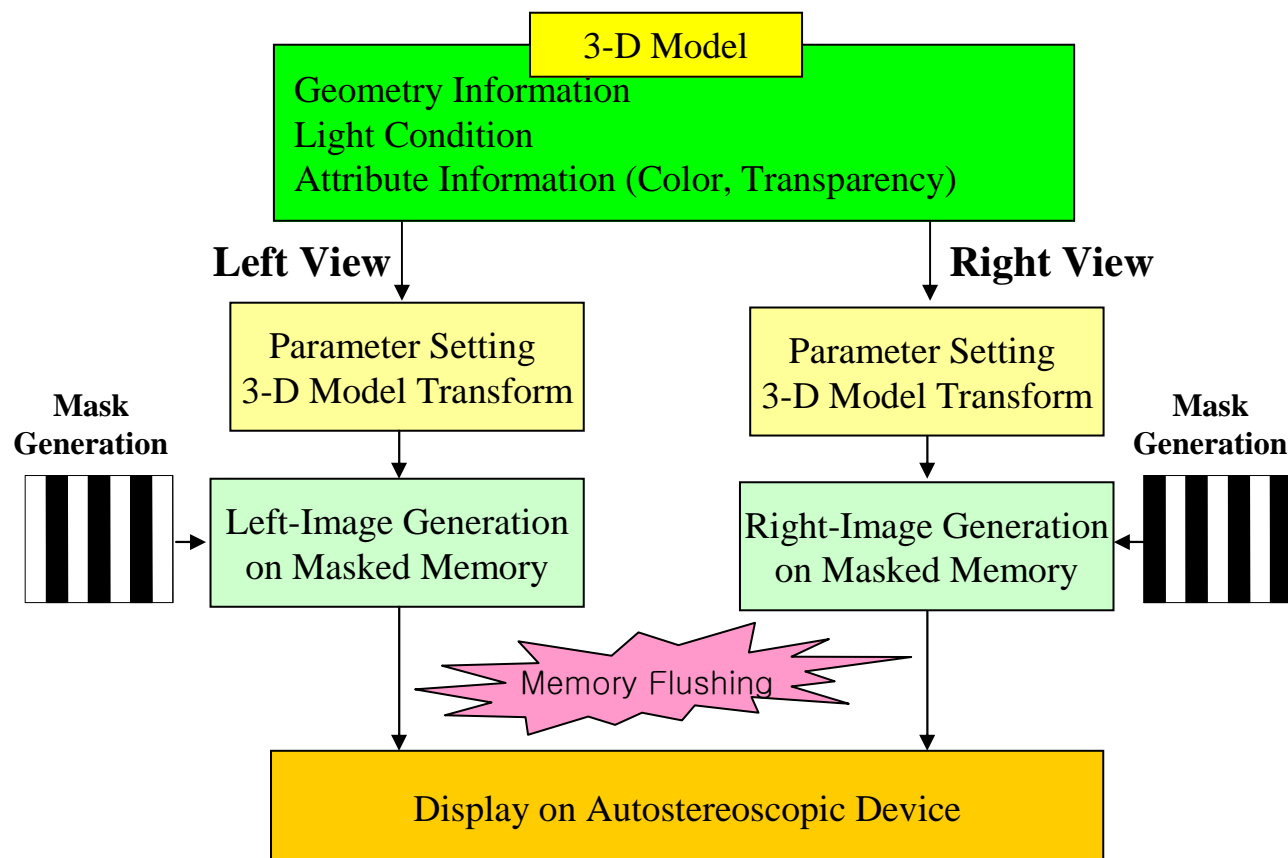 3-D Model
Geometry Information
Light Condition
Attribute Information (Color, Transparency)
Left View
Right View
Parameter Setting
3-D Model Transform
Parameter Setting
3-D Model Transform
Mask
Generation
Mask
Generation
Left-Image Generation
on Masked Memory
Right-Image Generation
on Masked Memory
Memory Flushing
Display on Autostereoscopic Device